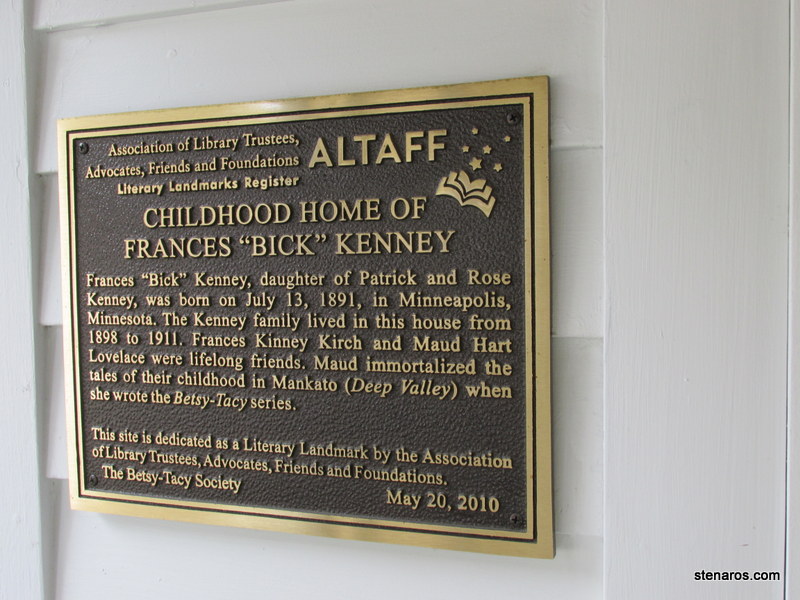 Association of Library Trustees,
Advocates, Friends and Foundations
Literary Landmarks Register
ALTAFF
CHILDHOOD HOME OF
FRANCES “BICK” KENNEY
Frances “Bick” Kenney, daughter of Patrick and Rose
Kenney, was born on July 13, 1891, in Minneapolis,
Minnesota. The Kenney family lived in this house from
1898 to 1911. Frances Kinney Kirch and Maud Hart
Lovelace were lifelong friends. Maud immortalized the
tales of their childhood in Mankato (Deep Valley) when
she wrote the Betsy-Tacy series.
This site is dedicated as a Literary Landmark by the Association
of Library Trustees, Advocates, Friends and Foundations.
The Betsy-Tacy Society
May 20, 2010
stenaros.com